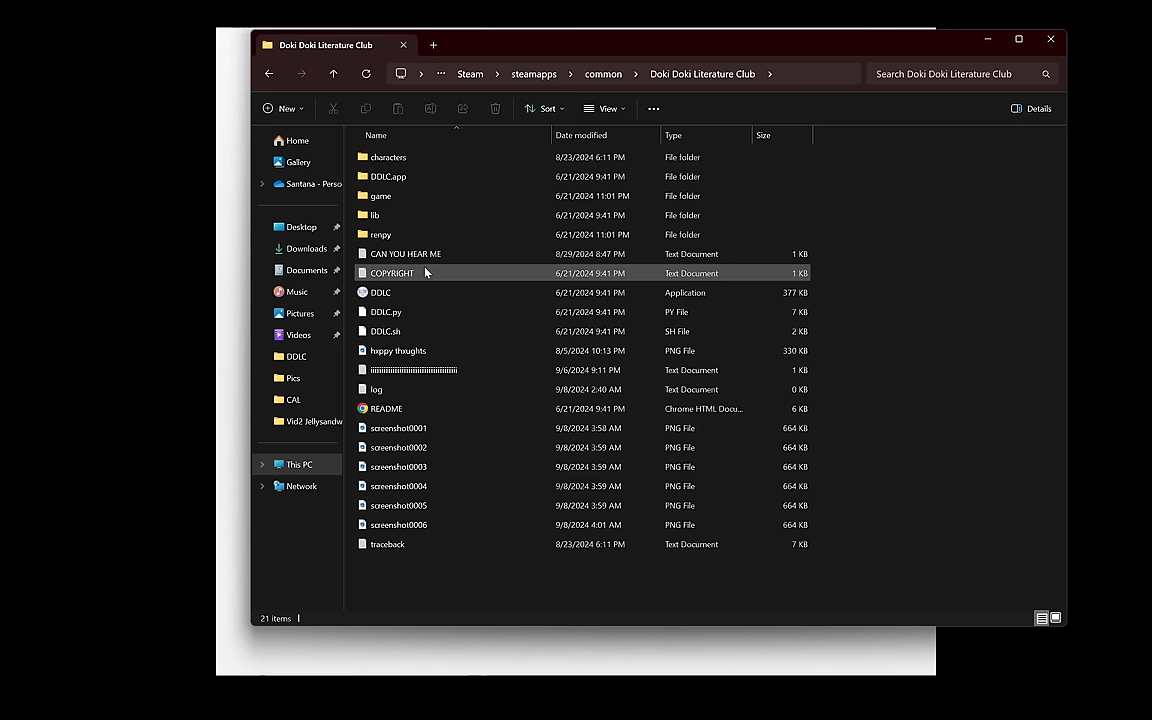 Doki Doki Literature Club
Steam > steamapps > common > Doki Doki Literature Club >
Search Doki Doki Literature Club
New
Sort
View
Details
Name Date modified Type Size
Home
Gallery
Santana - Perso
Desktop
Downloads
Documents
Music
Pictures
Videos
DDLC
Pics
CAL
Vid2 Jellysandw
This PC
Network
characters 8/23/2024 6:11 PM File folder
DDLC.app 6/21/2024 9:41 PM File folder
game 6/21/2024 11:01 PM File folder
lib 6/21/2024 9:41 PM File folder
renpy 6/21/2024 11:01 PM File folder
CAN YOU HEAR ME 8/29/2024 8:47 PM Text Document 1 KB
COPYRIGHT 6/21/2024 9:41 PM Text Document 1 KB
DDLC 6/21/2024 9:41 PM Application 377 KB
DDLC.py 6/21/2024 9:41 PM PY File 7 KB
DDLC.sh 6/21/2024 9:41 PM SH File 2 KB
hxppy thxughts 8/5/2024 10:13 PM PNG File 330 KB
9/6/2024 9:11 PM Text Document 1 KB
log 9/8/2024 2:40 AM Text Document 0 KB
README 6/21/2024 9:41 PM Chrome HTML Docu... 6 KB
screenshot0001 9/8/2024 3:58 AM PNG File 664 KB
screenshot0002 9/8/2024 3:59 AM PNG File 664 KB
screenshot0003 9/8/2024 3:59 AM PNG File 664 KB
screenshot0004 9/8/2024 3:59 AM PNG File 664 KB
screenshot0005 9/8/2024 3:59 AM PNG File 664 KB
screenshot0006 9/8/2024 4:01 AM PNG File 664 KB
traceback 8/23/2024 6:11 PM Text Document 7 KB
21 items